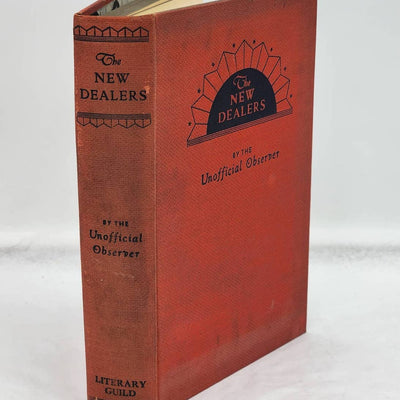 The
NEW
DEALERS
BY THE
Unofficial
Observer
LITERARY
GUILD
The
NEW
DEALERS
BY THE
Unofficial Observer